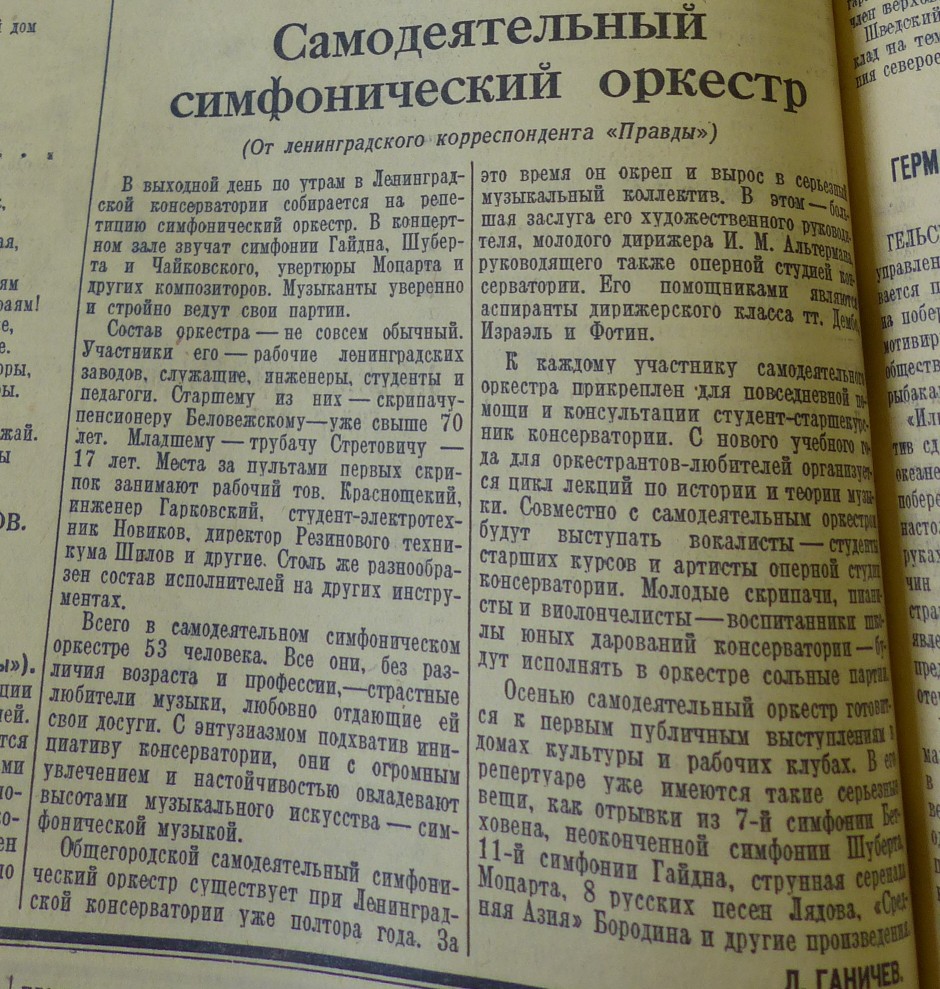 Самодеятельный
симфонический оркестр
(От ленинградского корреспондента «Правды»)
В выходной день по утрам в Ленинград-
ской консерватории собирается на репе-
тицию симфонический оркестр. В концерт-
ном зале звучат симфонии Гайдна, Шубер-
та и Чайковского, увертюры Моцарта и
других композиторов. Музыканты уверенно
и стройно ведут свои партии.
Состав оркестра — не совсем обычный.
Участники его — рабочие ленинградских
заводов, служащие, инженеры, студенты и
педагоги. Старшему из них — скрипачу-
пенсионеру Беловежскому—уже свыше 70
лет. Младшему — трубачу Стретовичу —
17 лет. Места за пультами первых скри-
пок занимают рабочий тов. Краснощекий,
инженер Гарковский, студент-электротех-
ник Новиков, директор Резинового техни-
кума Шилов и другие. Столь же разнообра-
зен состав исполнителей на других инстру-
ментах.
Всего в самодеятельном симфоническом
оркестре 53 человека. Все они, без раз-
личия возраста и профессии,—страстные
любители музыки, любовно отдающие ей
свои досуги. С энтузиазмом подхватив ини-
циативу консерватории, они с огромным
увлечением и настойчивостью овладевают
высотами музыкального искусства — сим-
фонической музыкой.
Общегородской самодеятельный симфони-
ческий оркестр существует при Ленинград-
ской консерватории уже полтора года. За
это время он окреп и вырос в серьезный
музыкальный коллектив. В этом — боль-
шая заслуга его художественного руковод-
теля, молодого дирижера И. М. Альтермана,
руководящего также оперной студией кон-
серватории. Его помощниками являются
аспиранты дирижерского класса тт. Дембо,
Израэль и Фотин.
К каждому участнику самодеятельного
оркестра прикреплен для повседневной по-
мощи и консультации студент-старшекурс-
ник консерватории. С нового учебного го-
да для оркестрантов-любителей организует-
ся цикл лекций по истории и теории музы-
ки. Совместно с самодеятельным оркестром
будут выступать вокалисты — студенты
старших курсов и артисты оперной студии
консерватории. Молодые скрипачи, пиани-
сты и виолончелисты — воспитанники шко-
лы юных дарований консерватории — бу-
дут исполнять в оркестре сольные партии.
Осенью самодеятельный оркестр готовит-
ся к первым публичным выступлениям в
домах культуры и рабочих клубах. В его
репертуаре уже имеются такие серьезные
вещи, как отрывки из 7-й симфонии Бет-
ховена, неоконченной симфонии Шуберта,
11-й симфонии Гайдна, струнная серенада
Моцарта, 8 русских песен Лядова, «Сред-
няя Азия» Бородина и другие произведения.
Л. ГАНИЧЕВ.